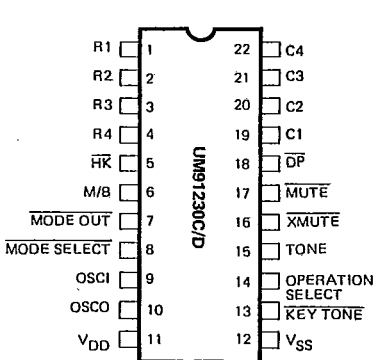 R1 1 22 C4
R2 2 21 C3
R3 3 20 C2
R4 4 19 C1
HK 5 18 DP
M/B 6 17 MUTE
MODE OUT 7 16 XMUTE
MODE SELECT 8 15 TONE
OSCI 9 14 OPERATION
SELECT
OSCO 10 13 KEY TONE
VDD 11 12 VSS
UM91230C/D